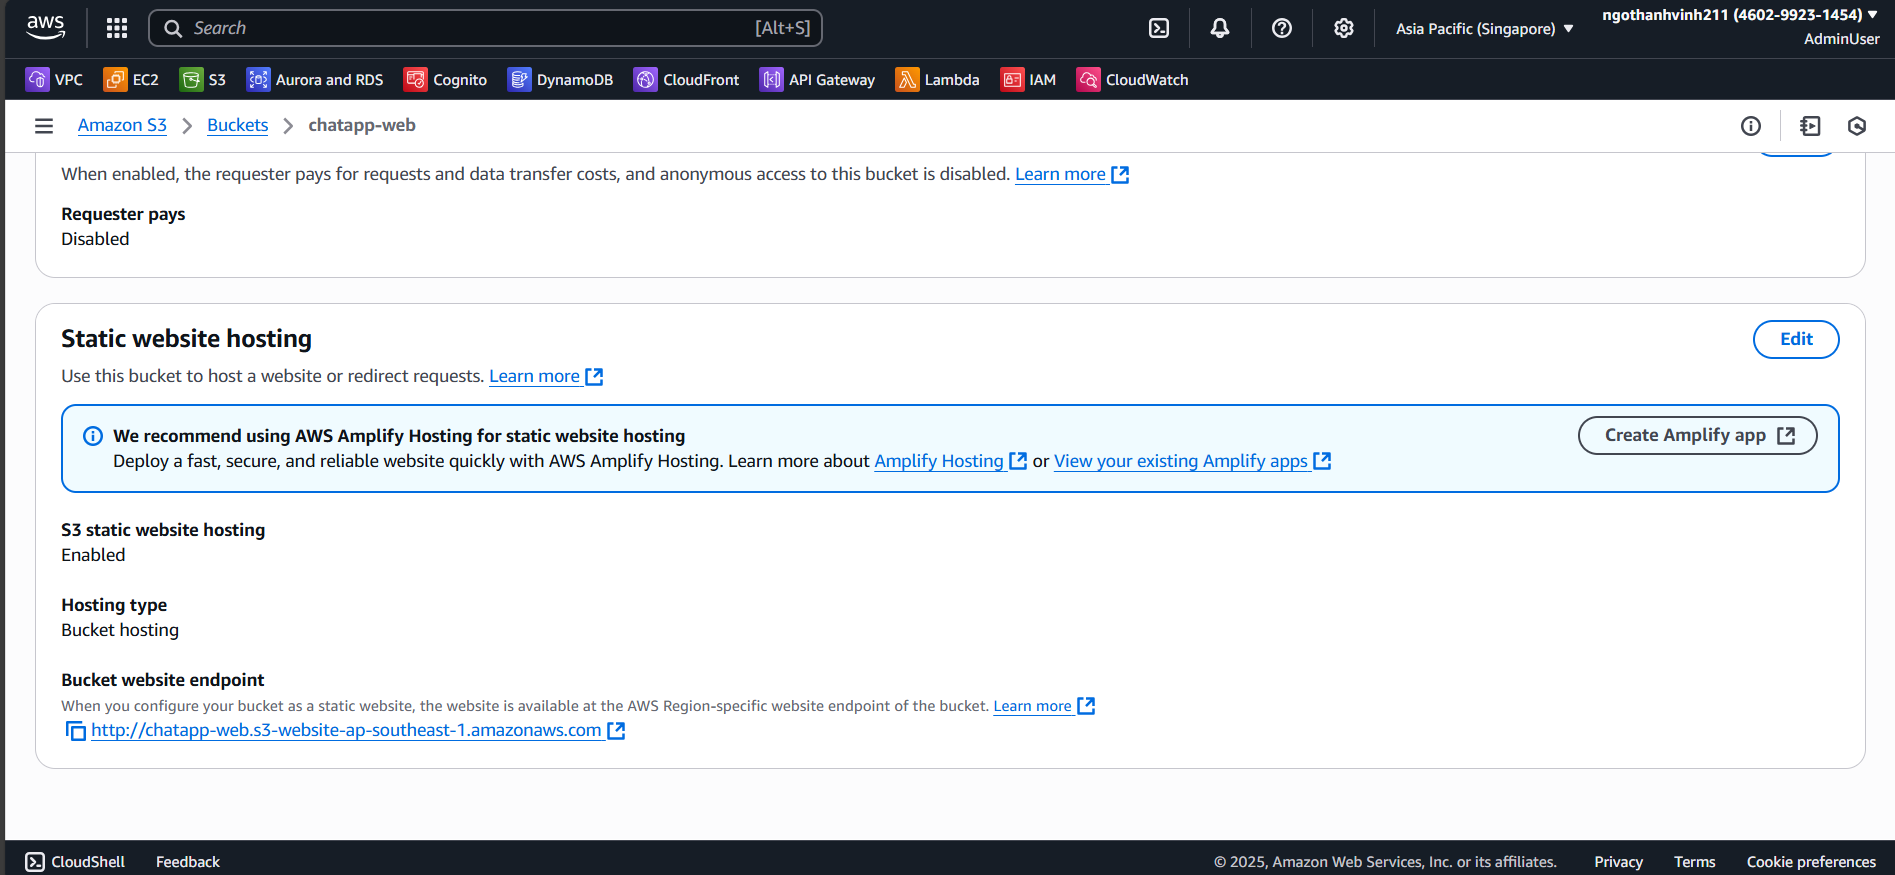 aws
Search [Alt+S]
Asia Pacific (Singapore)
ngothanhvinh211 (4602-9923-1454)
AdminUser
VPC EC2 S3 Aurora and RDS Cognito DynamoDB CloudFront API Gateway Lambda IAM CloudWatch
Amazon S3 > Buckets > chatapp-web
When enabled, the requester pays for requests and data transfer costs, and anonymous access to this bucket is disabled. Learn more
Requester pays
Disabled
Static website hosting
Edit
Use this bucket to host a website or redirect requests. Learn more
We recommend using AWS Amplify Hosting for static website hosting
Deploy a fast, secure, and reliable website quickly with AWS Amplify Hosting. Learn more about Amplify Hosting or View your existing Amplify apps
Create Amplify app
S3 static website hosting
Enabled
Hosting type
Bucket hosting
Bucket website endpoint
When you configure your bucket as a static website, the website is available at the AWS Region-specific website endpoint of the bucket. Learn more
http://chatapp-web.s3-website-ap-southeast-1.amazonaws.com
CloudShell Feedback © 2025, Amazon Web Services, Inc. or its affiliates. Privacy Terms Cookie preferences